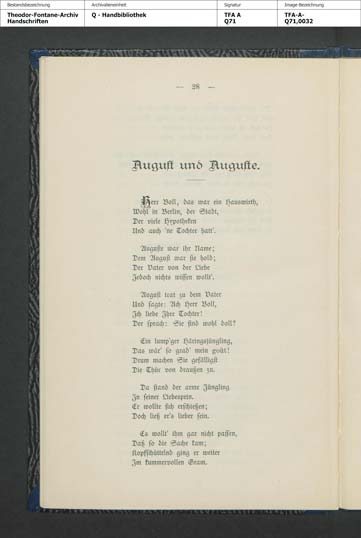 Bestandsbezeichnung
Archivalieneinheit
Signatur
Image-Bezeichnung
Theodor-Fontane-Archiv
Handschriften
Q - Handbibliothek
TFA A
Q71
TFA-A-
Q71,0032
— 28 —
August und Auguste.
Herr Boll, das war ein Hauswirth,
Wohl in Berlin, der Stadt,
Der viele Hypotheken
Und auch 'ne Tochter hatt'.
Auguste war ihr Name;
Dem August war sie hold;
Der Vater von der Liebe
Jedoch nichts wissen wollt'.
August trat zu dem Vater
Und sagte: Ach Herr Boll,
Ich liebe Ihre Tochter!
Der sprach: Sie sind wohl doll?
Ein lump'ger Häringsjüngling,
Das wär' so grad' mein goût!
Drum machen Sie gefälligst
Die Thür von draußen zu.
Da stand der arme Jüngling
In seiner Liebespein.
Er wollte sich erschießen;
Doch ließ er's lieber sein.
Es wollt' ihm gar nicht passen,
Daß so die Sache kam;
Kopfschüttelnd ging er weiter
Im kummervollen Gram.